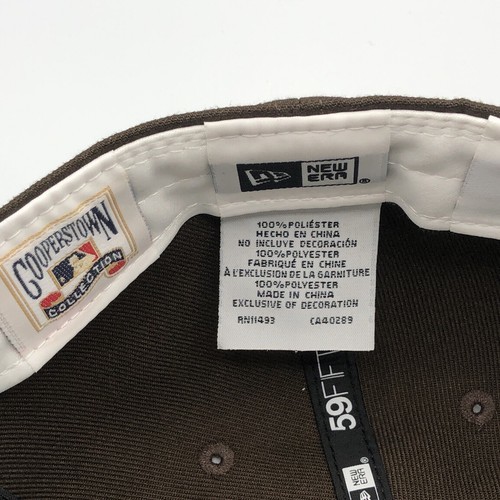 COOPERSTOWN
COLLECTION
NEW
ERA
100%POLIÉSTER
HECHO EN CHINA
NO INCLUYE DECORACIÓN
100%POLYESTER
FABRIQUÉ EN CHINE
À L'EXCLUSION DE LA GARNITURE
100%POLYESTER
MADE IN CHINA
EXCLUSIVE OF DECORATION
RN11493 CA40289
59FIFTY
NEW
ERA